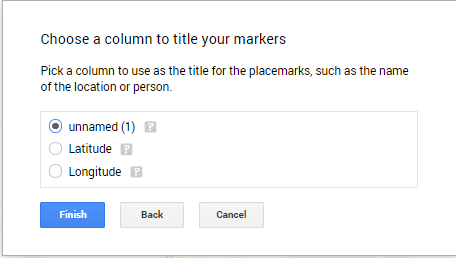 Choose a column to title your markers
Pick a column to use as the title for the placemarks, such as the name
of the location or person.
unnamed (1) ?
Latitude ?
Longitude ?
Finish Back Cancel